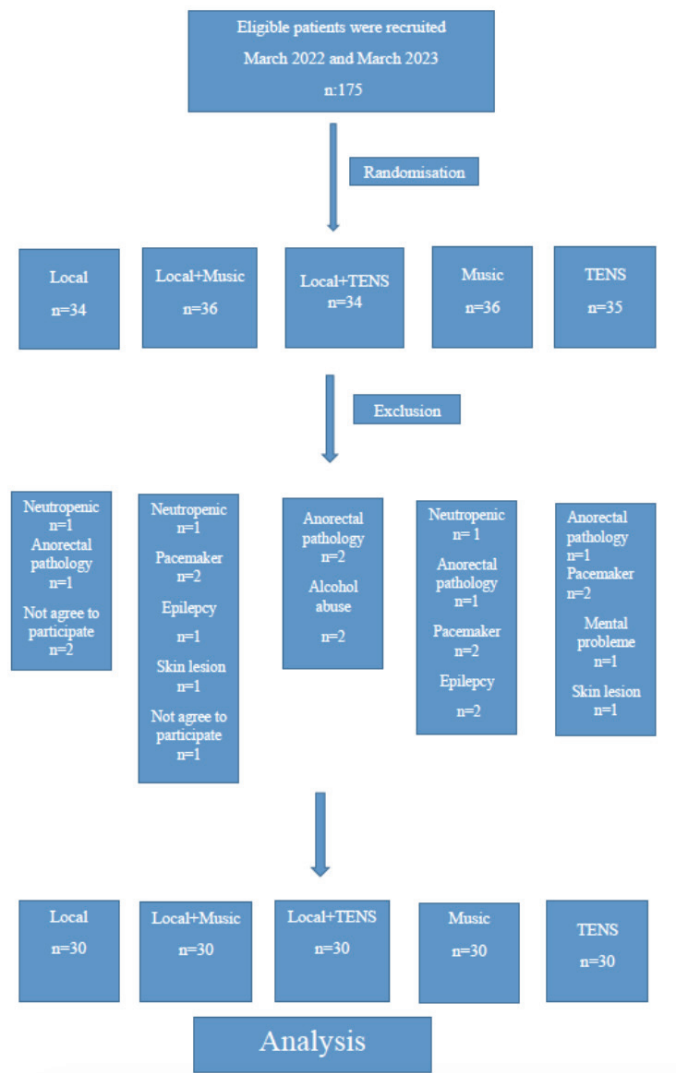 Eligible patients were recruited
March 2022 and March 2023
n:175
Randomisation
Local
n=34
Local+Music
n=36
Local+TENS
n=34
Music
n=36
TENS
n=35
Exclusion
Neutropenic
n=1
Anorectal
pathology
n=1
Not agree to
participate
n=2
Neutropenic
n=1
Pacemaker
n=2
Epilepcy
n=1
Skin lesion
n=1
Not agree to
participate
n=1
Anorectal
pathology
n=2
Alcohol
abuse
n=2
Neutropenic
n= 1
Anorectal
pathology
n=1
Pacemaker
n=2
Epilepcy
n=2
Anorectal
pathology
n=1
Pacemaker
n=2
Mental
probleme
n=1
Skin lesion
n=1
Local
n=30
Local+Music
n=30
Local+TENS
n=30
Music
n=30
TENS
n=30
Analysis